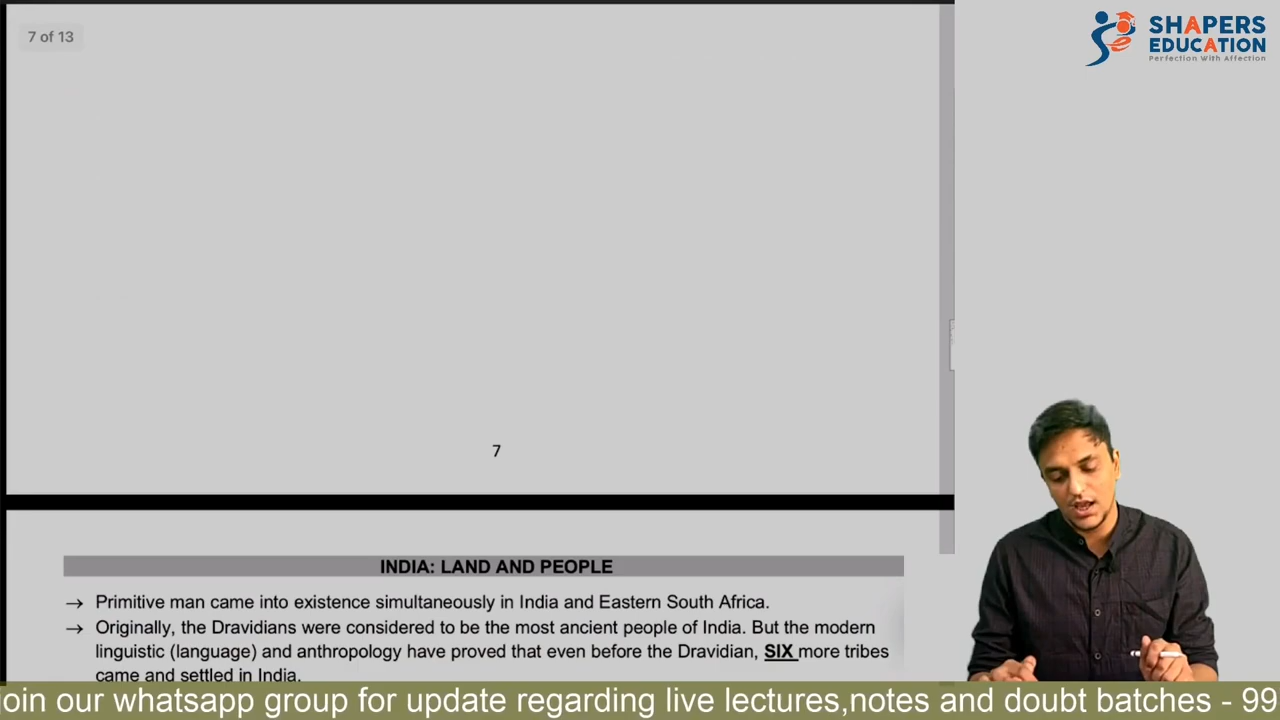 7 of 13
SHAPERS
EDUCATION
Perfection With Affection
7
INDIA: LAND AND PEOPLE
→ Primitive man came into existence simultaneously in India and Eastern South Africa.
→ Originally, the Dravidians were considered to be the most ancient people of India. But the modern
linguistic (language) and anthropology have proved that even before the Dravidian, SIX more tribes
came and settled in India.
join our whatsapp group for update regarding live lectures,notes and doubt batches - 99